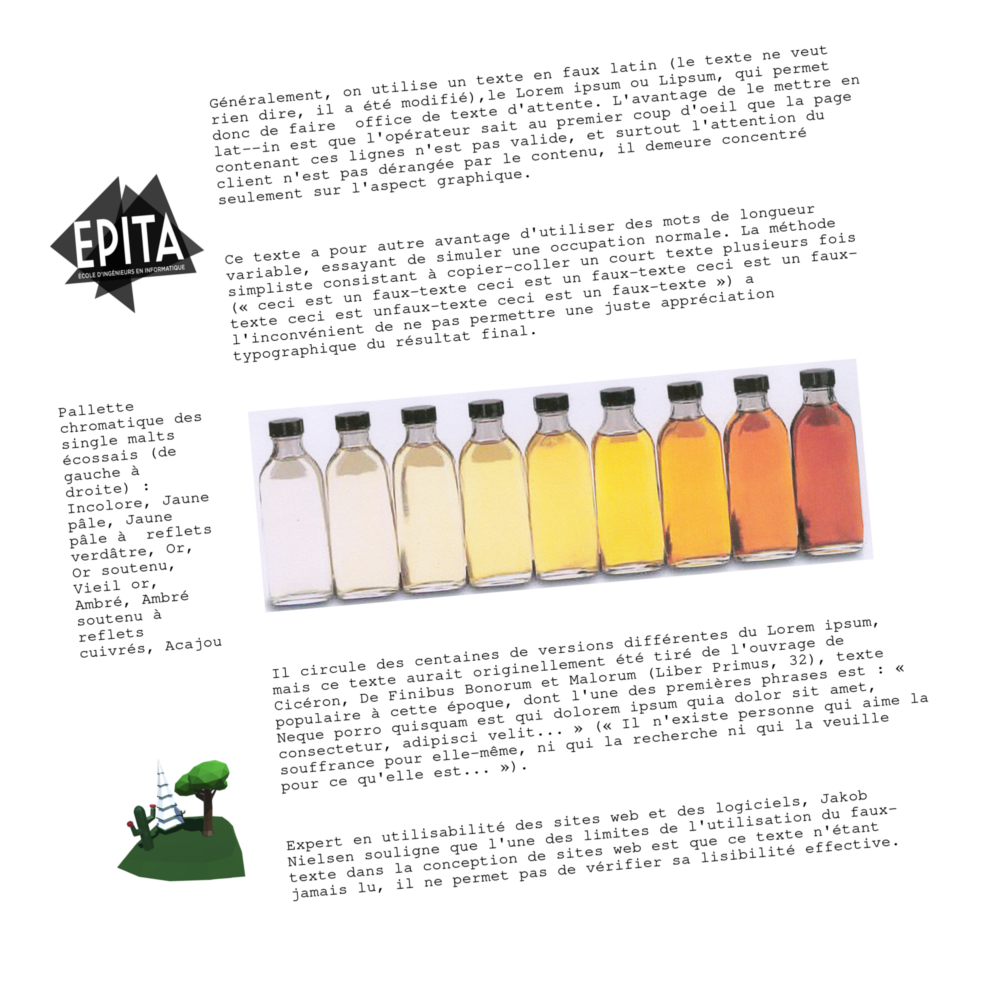 Généralement, on utilise un texte en faux latin (le texte ne veut
rien dire, il a été modifié),le Lorem ipsum ou Lipsum, qui permet
donc de faire  office de texte d'attente. L'avantage de le mettre en
lat--in est que l'opérateur sait au premier coup d'oeil que la page
contenant ces lignes n'est pas valide, et surtout l'attention du
client n'est pas dérangée par le contenu, il demeure concentré
seulement sur l'aspect graphique.
EPITA
ÉCOLE D'INGÉNIEURS EN INFORMATIQUE
Ce texte a pour autre avantage d'utiliser des mots de longueur
variable, essayant de simuler une occupation normale. La méthode
simpliste consistant à copier-coller un court texte plusieurs fois
(« ceci est un faux-texte ceci est un faux-texte ceci est un faux-
texte ceci est unfaux-texte ceci est un faux-texte ») a
l'inconvénient de ne pas permettre une juste appréciation
typographique du résultat final.
Pallette
chromatique des
single malts
écossais (de
gauche à
droite) :
Incolore, Jaune
pâle, Jaune
pâle à  reflets
verdâtre, Or,
Or soutenu,
Vieil or,
Ambré, Ambré
soutenu à
reflets
cuivrés, Acajou
Il circule des centaines de versions différentes du Lorem ipsum,
mais ce texte aurait originellement été tiré de l'ouvrage de
Cicéron, De Finibus Bonorum et Malorum (Liber Primus, 32), texte
populaire à cette époque, dont l'une des premières phrases est : «
Neque porro quisquam est qui dolorem ipsum quia dolor sit amet,
consectetur, adipisci velit... » (« Il n'existe personne qui aime la
souffrance pour elle-même, ni qui la recherche ni qui la veuille
pour ce qu'elle est... »).
Expert en utilisabilité des sites web et des logiciels, Jakob
Nielsen souligne que l'une des limites de l'utilisation du faux-
texte dans la conception de sites web est que ce texte n'étant
jamais lu, il ne permet pas de vérifier sa lisibilité effective.